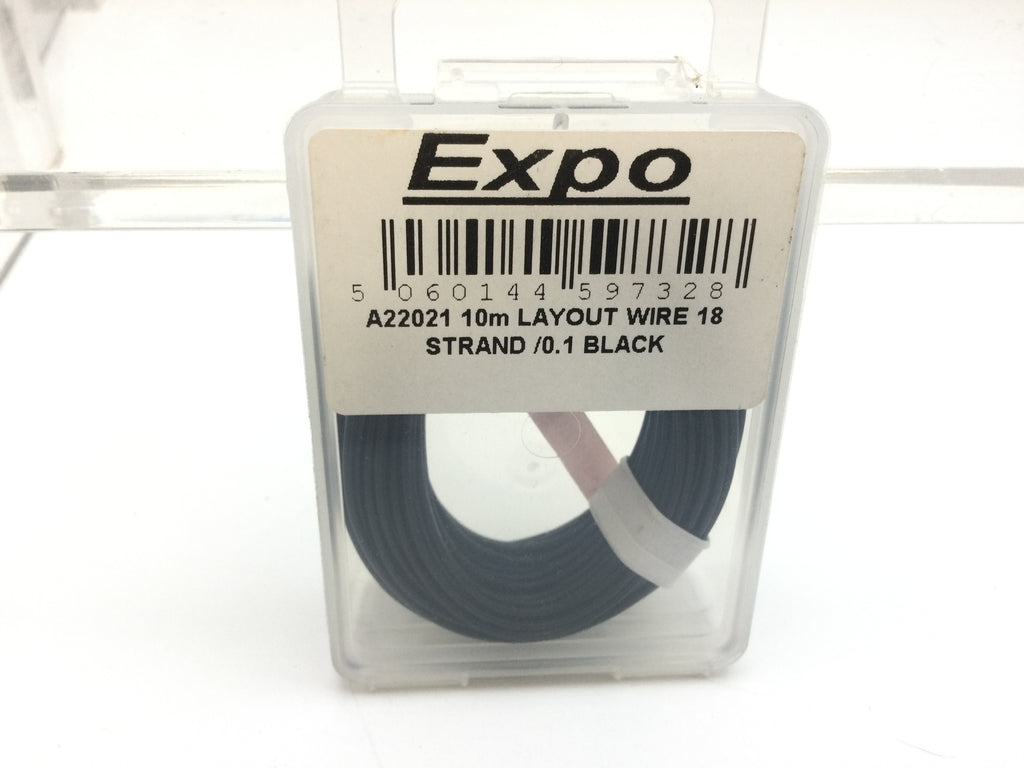 Expo
5 060144 597328
A22021 10m LAYOUT WIRE 18
STRAND /0.1 BLACK